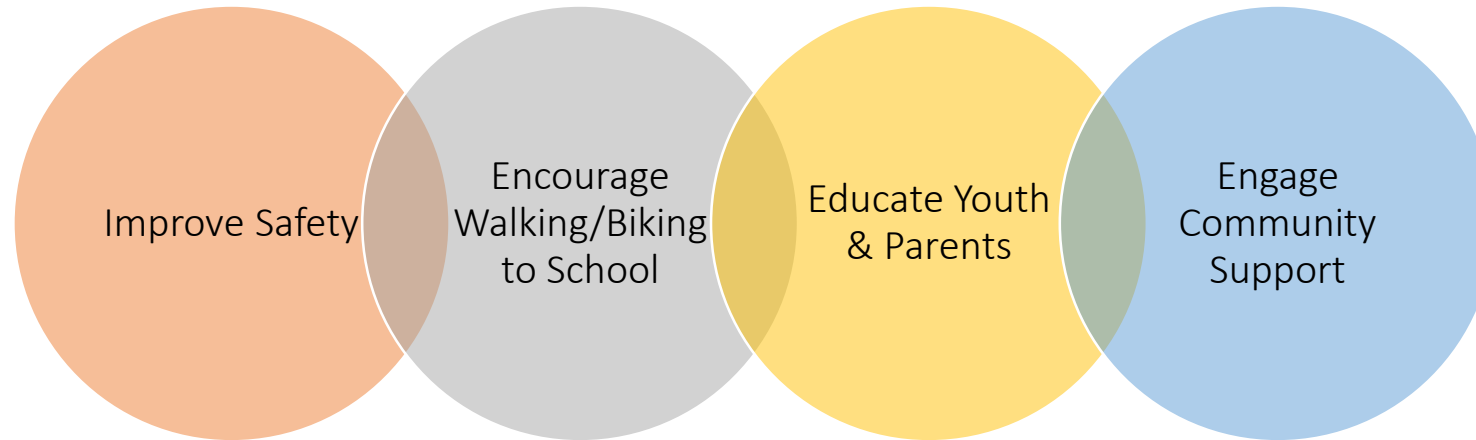 Improve Safety
Encourage
Walking/Biking
to School
Educate Youth
& Parents
Engage
Community
Support